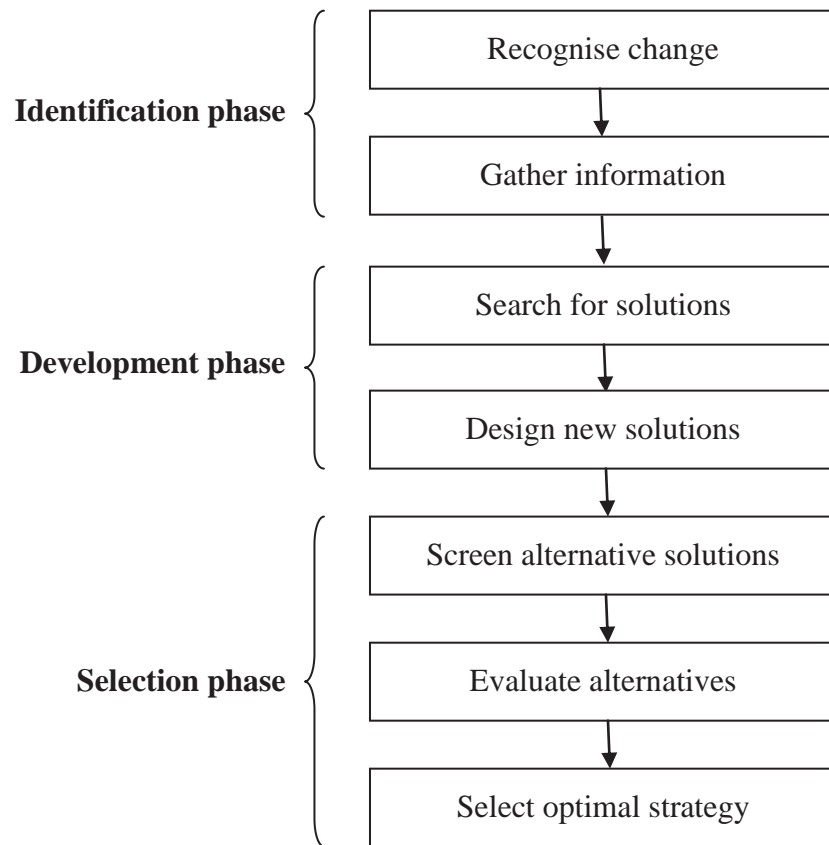 Recognise change
Identification phase
Gather information
Search for solutions
Development phase
Design new solutions
Screen alternative solutions
Selection phase
Evaluate alternatives
Select optimal strategy